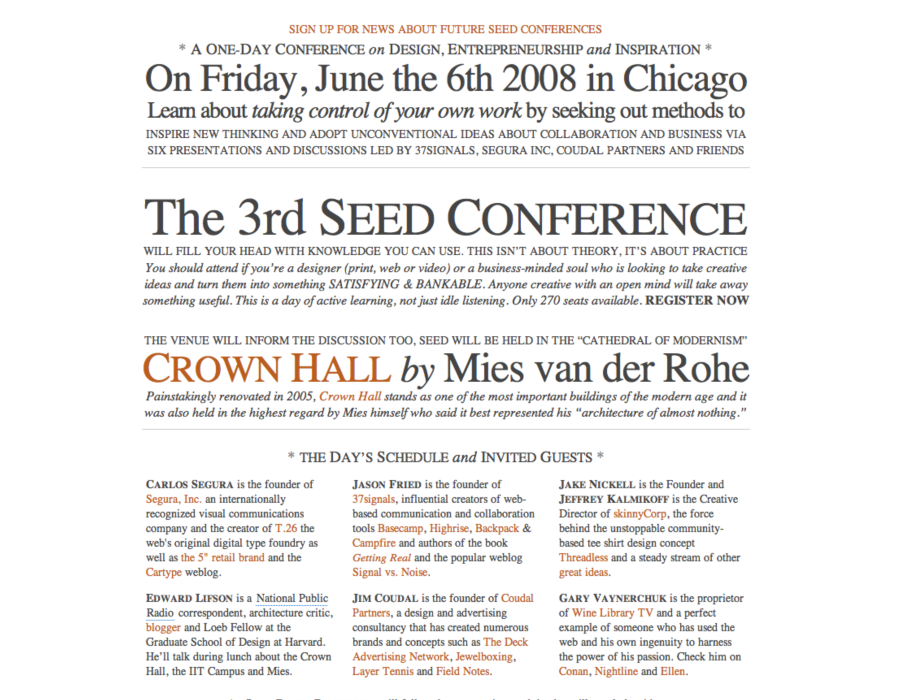 SIGN UP FOR NEWS ABOUT FUTURE SEED CONFERENCES
* A ONE-DAY CONFERENCE on DESIGN, ENTREPRENEURSHIP and INSPIRATION *
On Friday, June the 6th 2008 in Chicago
Learn about taking control of your own work by seeking out methods to
INSPIRE NEW THINKING AND ADOPT UNCONVENTIONAL IDEAS ABOUT COLLABORATION AND BUSINESS VIA
SIX PRESENTATIONS AND DISCUSSIONS LED BY 37SIGNALS, SEGURA INC, COUDAL PARTNERS AND FRIENDS
The 3rd SEED CONFERENCE
WILL FILL YOUR HEAD WITH KNOWLEDGE YOU CAN USE. THIS ISN'T ABOUT THEORY, IT'S ABOUT PRACTICE
You should attend if you're a designer (print, web or video) or a business-minded soul who is looking to take creative
ideas and turn them into something SATISFYING & BANKABLE. Anyone creative with an open mind will take away
something useful. This is a day of active learning, not just idle listening. Only 270 seats available. REGISTER NOW
THE VENUE WILL INFORM THE DISCUSSION TOO, SEED WILL BE HELD IN THE “CATHEDRAL OF MODERNISM”
CROWN HALL by Mies van der Rohe
Painstakingly renovated in 2005, Crown Hall stands as one of the most important buildings of the modern age and it
was also held in the highest regard by Mies himself who said it best represented his “architecture of almost nothing.”
* THE DAY'S SCHEDULE and INVITED GUESTS *
CARLOS SEGURA is the founder of
Segura, Inc. an internationally
recognized visual communications
company and the creator of T.26 the
web's original digital type foundry as
well as the 5" retail brand and the
Cartype weblog.
JASON FRIED is the founder of
37signals, influential creators of web-
based communication and collaboration
tools Basecamp, Highrise, Backpack &
Campfire and authors of the book
Getting Real and the popular weblog
Signal vs. Noise.
JAKE NICKELL is the Founder and
JEFFREY KALMIKOFF is the Creative
Director of skinnyCorp, the force
behind the unstoppable community-
based tee shirt design concept
Threadless and a steady stream of other
great ideas.
EDWARD LIFSON is a National Public
Radio correspondent, architecture critic,
blogger and Loeb Fellow at the
Graduate School of Design at Harvard.
He'll talk during lunch about the Crown
Hall, the IIT Campus and Mies.
JIM COUDAL is the founder of Coudal
Partners, a design and advertising
consultancy that has created numerous
brands and concepts such as The Deck
Advertising Network, Jewelboxing,
Layer Tennis and Field Notes.
GARY VAYNERCHUK is the proprietor
of Wine Library TV and a perfect
example of someone who has used the
web and his own ingenuity to harness
the power of his passion. Check him on
Conan, Nightline and Ellen.